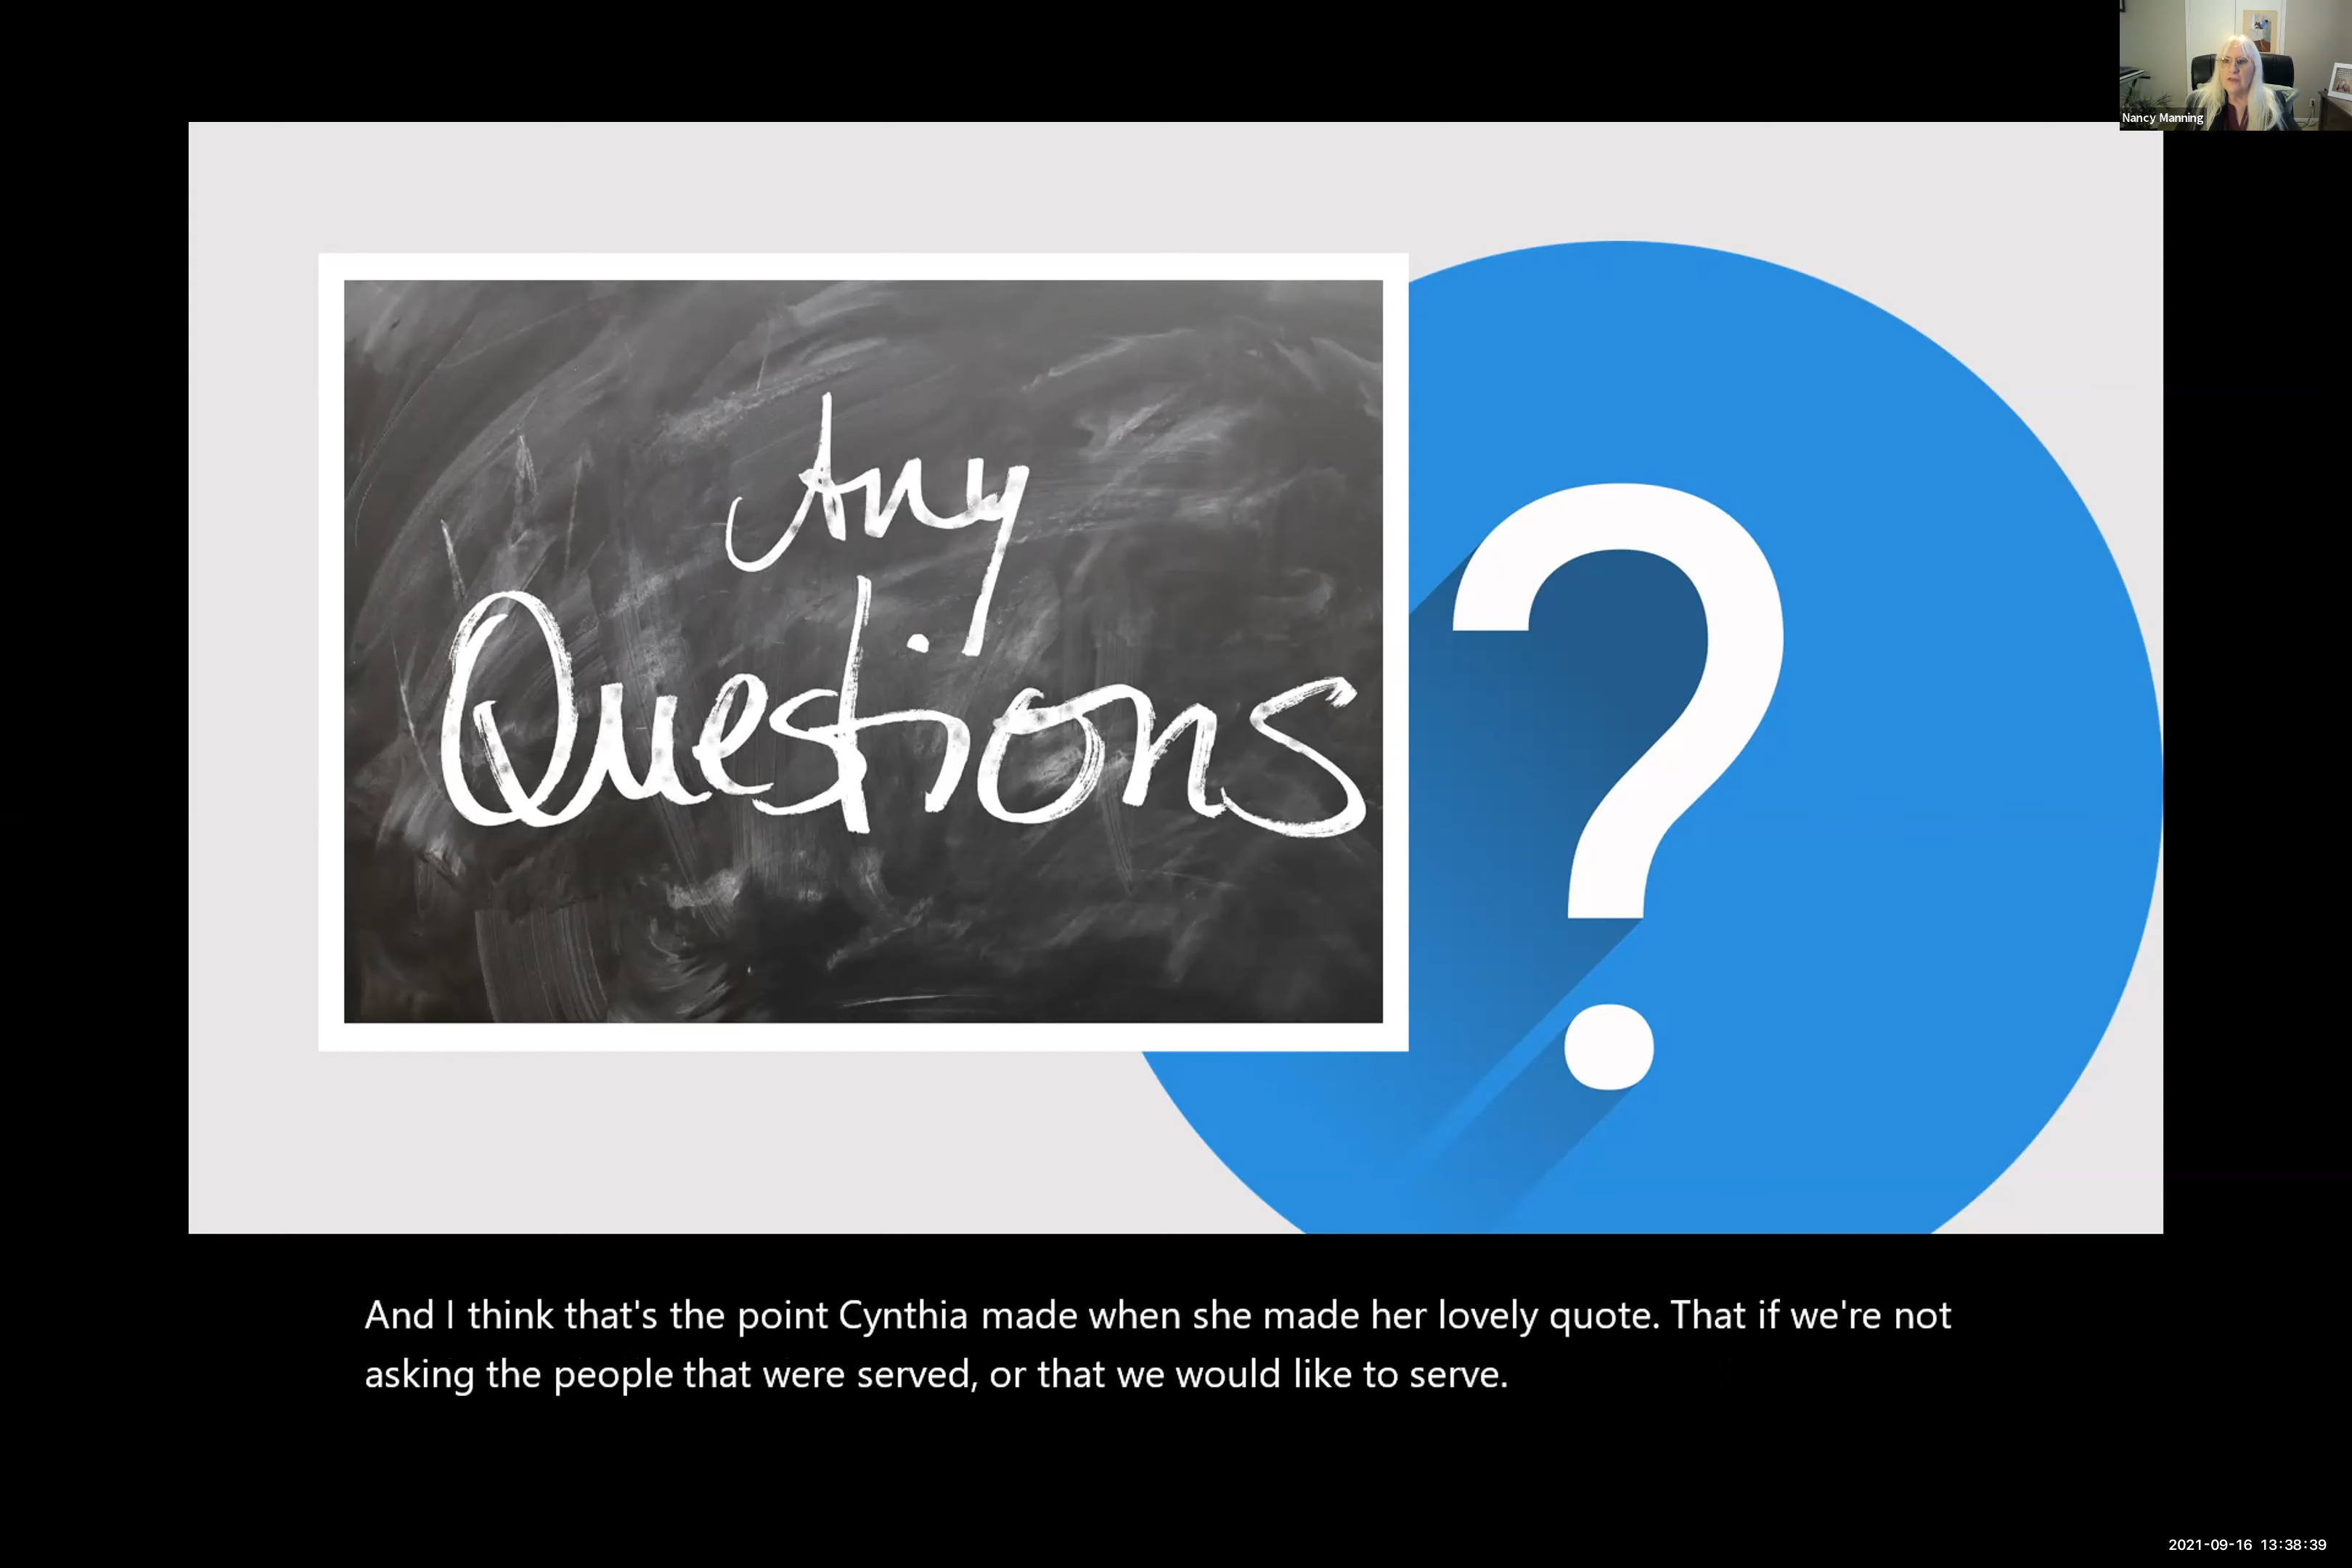 Nancy Manning
Any
Questions
?
And I think that's the point Cynthia made when she made her lovely quote. That if we're not
asking the people that were served, or that we would like to serve.
2021-09-16 13:38:39